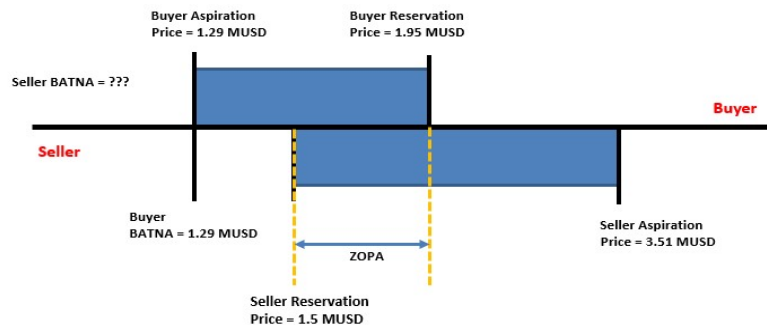 Buyer Aspiration
Price = 1.29 MUSD
Buyer Reservation
Price = 1.95 MUSD
Seller BATNA = ???
Buyer
Seller
Buyer
BATNA = 1.29 MUSD
Seller Aspiration
Price = 3.51 MUSD
ZOPA
Seller Reservation
Price = 1.5 MUSD